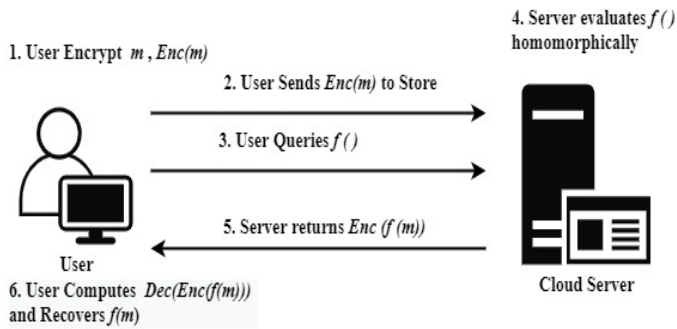 1. User Encrypt m , Enc(m)
2. User Sends Enc(m) to Store
3. User Queries f ( )
4. Server evaluates f ( )
homomorphically
5. Server returns Enc (f (m))
User
Cloud Server
6. User Computes Dec(Enc(f(m)))
and Recovers f(m)